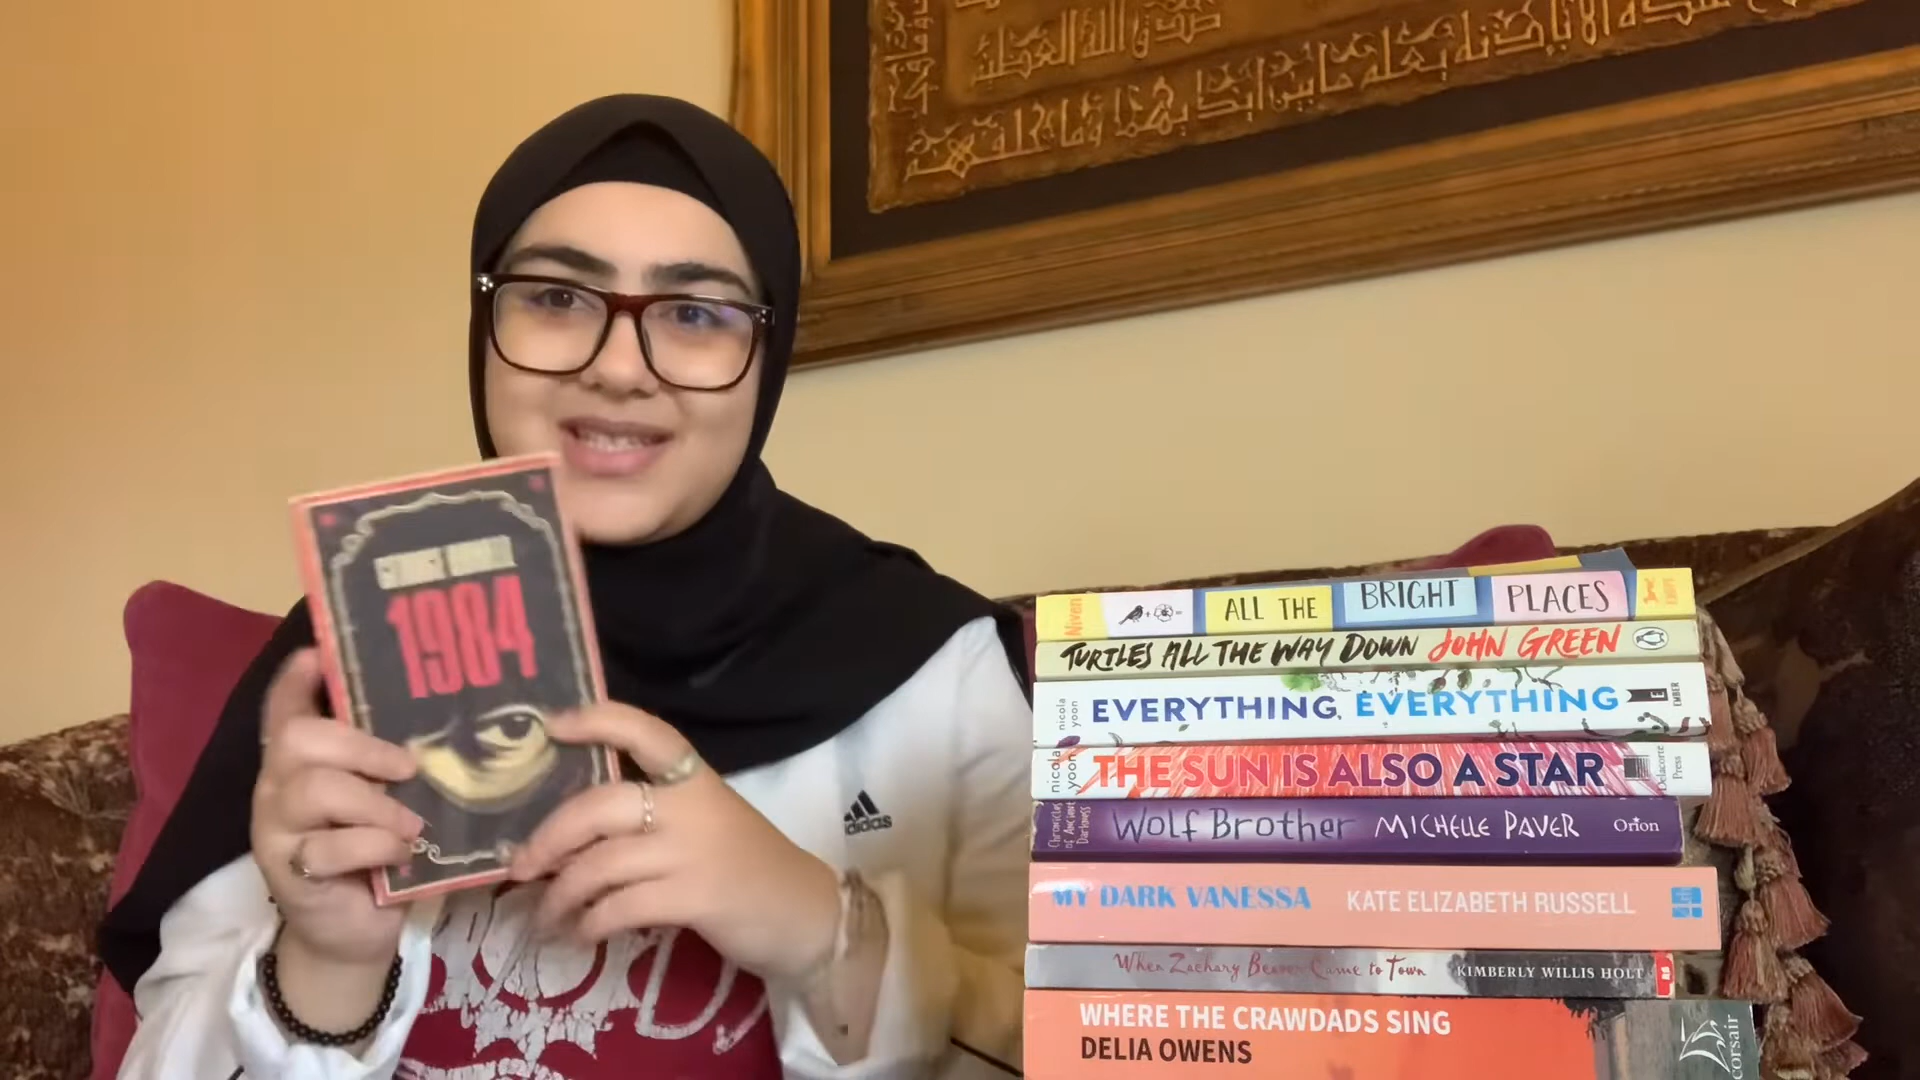 صدق الله العظيم
GEORGE ORWELL
1984
adidas
Niven
ALL THE BRIGHT PLACES
TURTLES ALL THE WAY DOWN JOHN GREEN
nicola yoon
EVERYTHING, EVERYTHING
EMBER
nicola yoon
THE SUN IS ALSO A STAR
Delacorte Press
Chronicles of Ancient Darkness
Wolf Brother MICHELLE PAVER Orion
MY DARK VANESSA KATE ELIZABETH RUSSELL
When Zachary Beaver Came to Town KIMBERLY WILLIS HOLT
WHERE THE CRAWDADS SING
DELIA OWENS
corsair